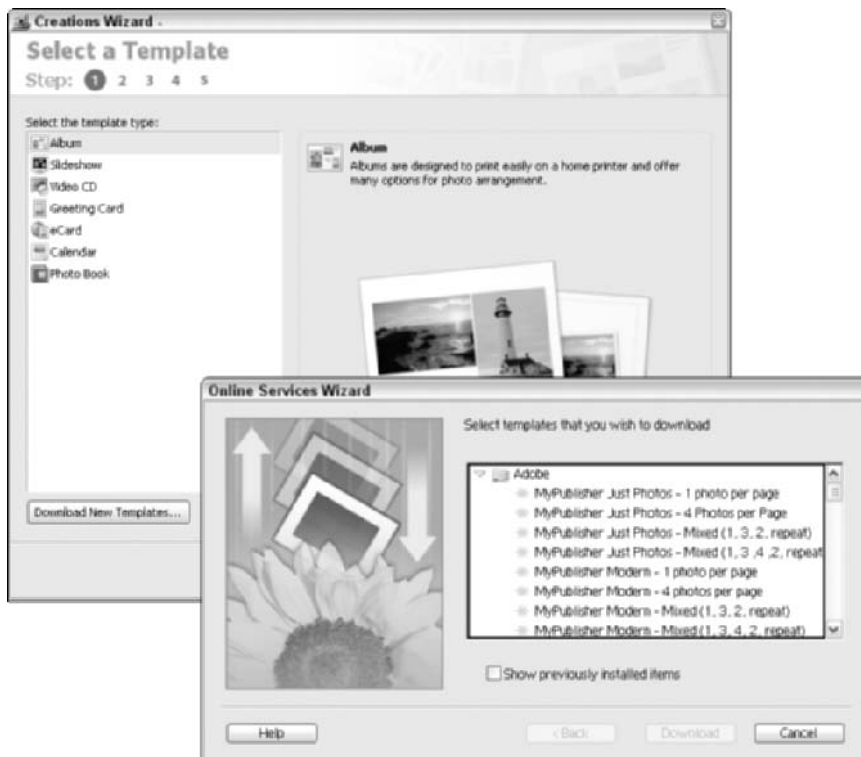 Creations Wizard
Select a Template
Step: 1 2 3 4 5
Select the template type:
Album
Slideshow
Video CD
Greeting Card
eCard
Calendar
Photo Book
Album
Albums are designed to print easily on a home printer and offer
many options for photo arrangement.
Download New Templates...
Online Services Wizard
Select templates that you wish to download
Adobe
MyPublisher Just Photos - 1 photo per page
MyPublisher Just Photos - 4 Photos per Page
MyPublisher Just Photos - Mixed (1, 3, 2, repeat)
MyPublisher Just Photos - Mixed (1, 3 ,4 ,2, repeat
MyPublisher Modern - 1 photo per page
MyPublisher Modern - 4 photos per page
MyPublisher Modern - Mixed (1, 3, 2, repeat)
MyPublisher Modern - Mixed (1, 3, 4, 2, repeat)
Show previously installed items
Help
< Back
Download
Cancel